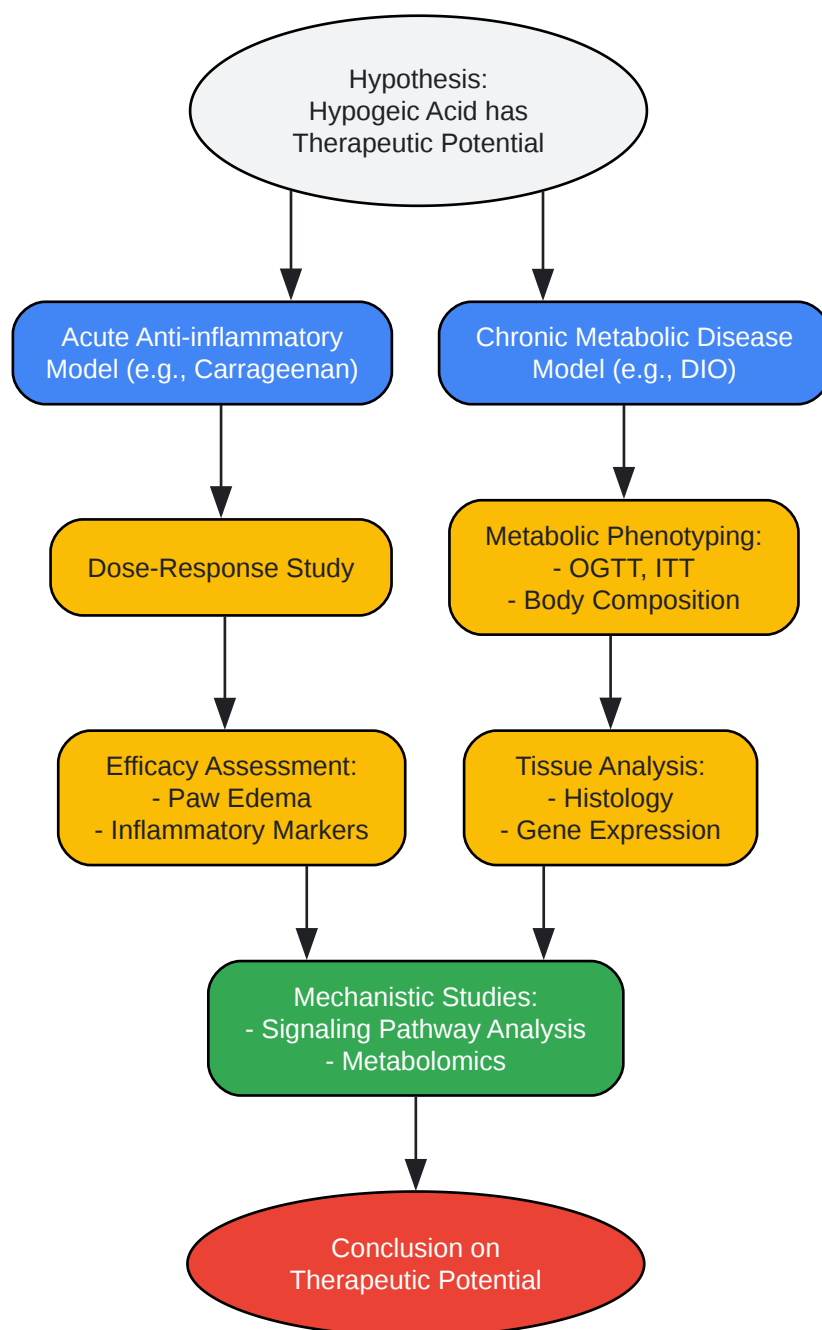 Hypothesis:
Hypogeic Acid has
Therapeutic Potential
Acute Anti-inflammatory
Model (e.g., Carrageenan)
Chronic Metabolic Disease
Model (e.g., DIO)
Dose-Response Study
Metabolic Phenotyping:
- OGTT, ITT
- Body Composition
Efficacy Assessment:
- Paw Edema
- Inflammatory Markers
Tissue Analysis:
- Histology
- Gene Expression
Mechanistic Studies:
- Signaling Pathway Analysis
- Metabolomics
Conclusion on
Therapeutic Potential